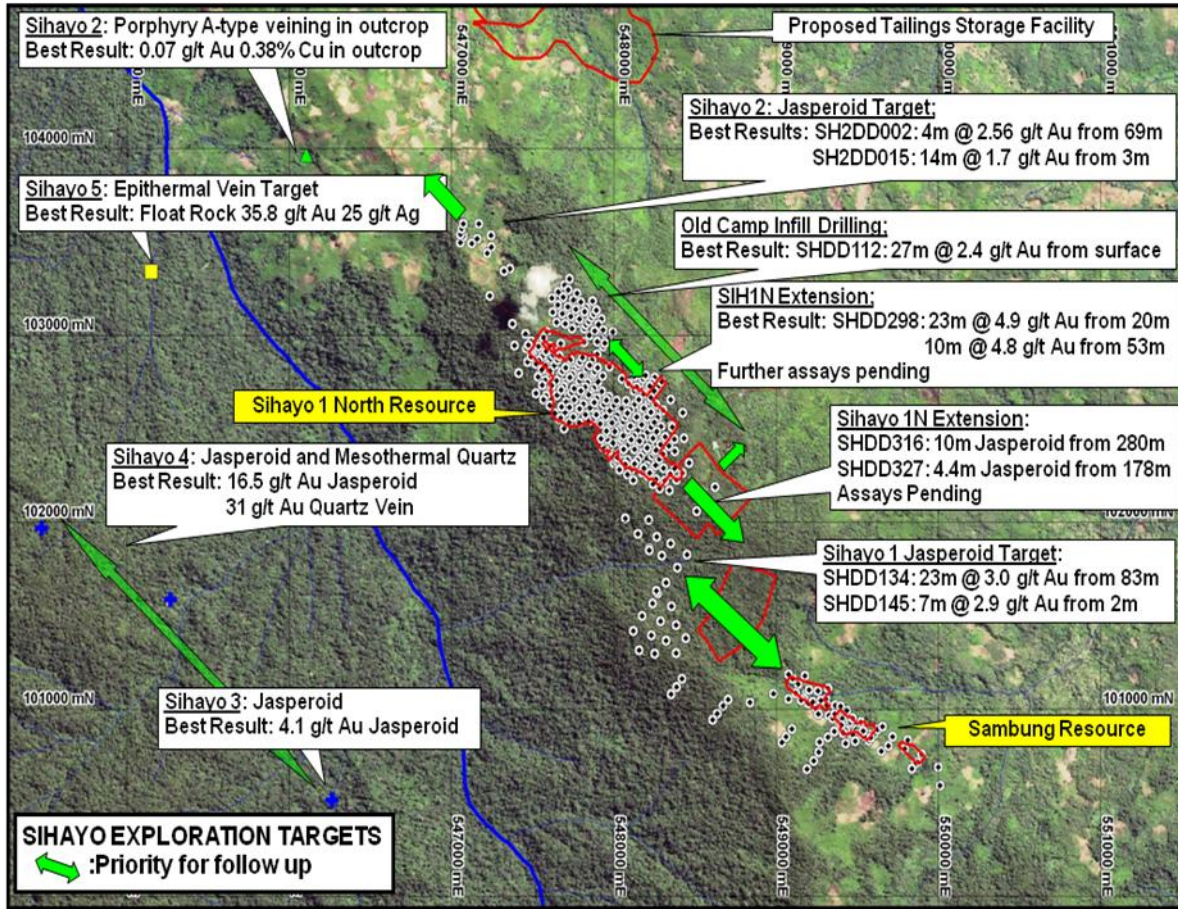 Sihayo 2: Porphyry A-type veining in outcrop
Best Result: 0.07 g/t Au 0.38% Cu in outcrop
547000 mE
548000 mE
Proposed Tailings Storage Facility
Sihayo 2: Jasperoid Target;
Best Results: SH2DD002: 4m @ 2.56 g/t Au from 69m
SH2DD015: 14m @ 1.7 g/t Au from 3m
104000 mN
Sihayo 5: Epithermal Vein Target
Best Result: Float Rock 35.8 g/t Au 25 g/t Ag
Old Camp Infill Drilling;
Best Result: SHDD112: 27m @ 2.4 g/t Au from surface
SIH1N Extension;
Best Result: SHDD298: 23m @ 4.9 g/t Au from 20m
10m @ 4.8 g/t Au from 53m
Further assays pending
103000 mN
Sihayo 1 North Resource
Sihayo 1N Extension:
SHDD316: 10m Jasperoid from 280m
SHDD327: 4.4m Jasperoid from 178m
Assays Pending
Sihayo 4: Jasperoid and Mesothermal Quartz
Best Result: 16.5 g/t Au Jasperoid
31 g/t Au Quartz Vein
102000 mN
102000 mN
Sihayo 1 Jasperoid Target:
SHDD134: 23m @ 3.0 g/t Au from 83m
SHDD145: 7m @ 2.9 g/t Au from 2m
101000 mN
101000 mN
Sihayo 3: Jasperoid
Best Result: 4.1 g/t Au Jasperoid
Sambung Resource
SIHAYO EXPLORATION TARGETS
:Priority for follow up
547000 mE
548000 mE
549000 mE
550000 mE
551000 mE